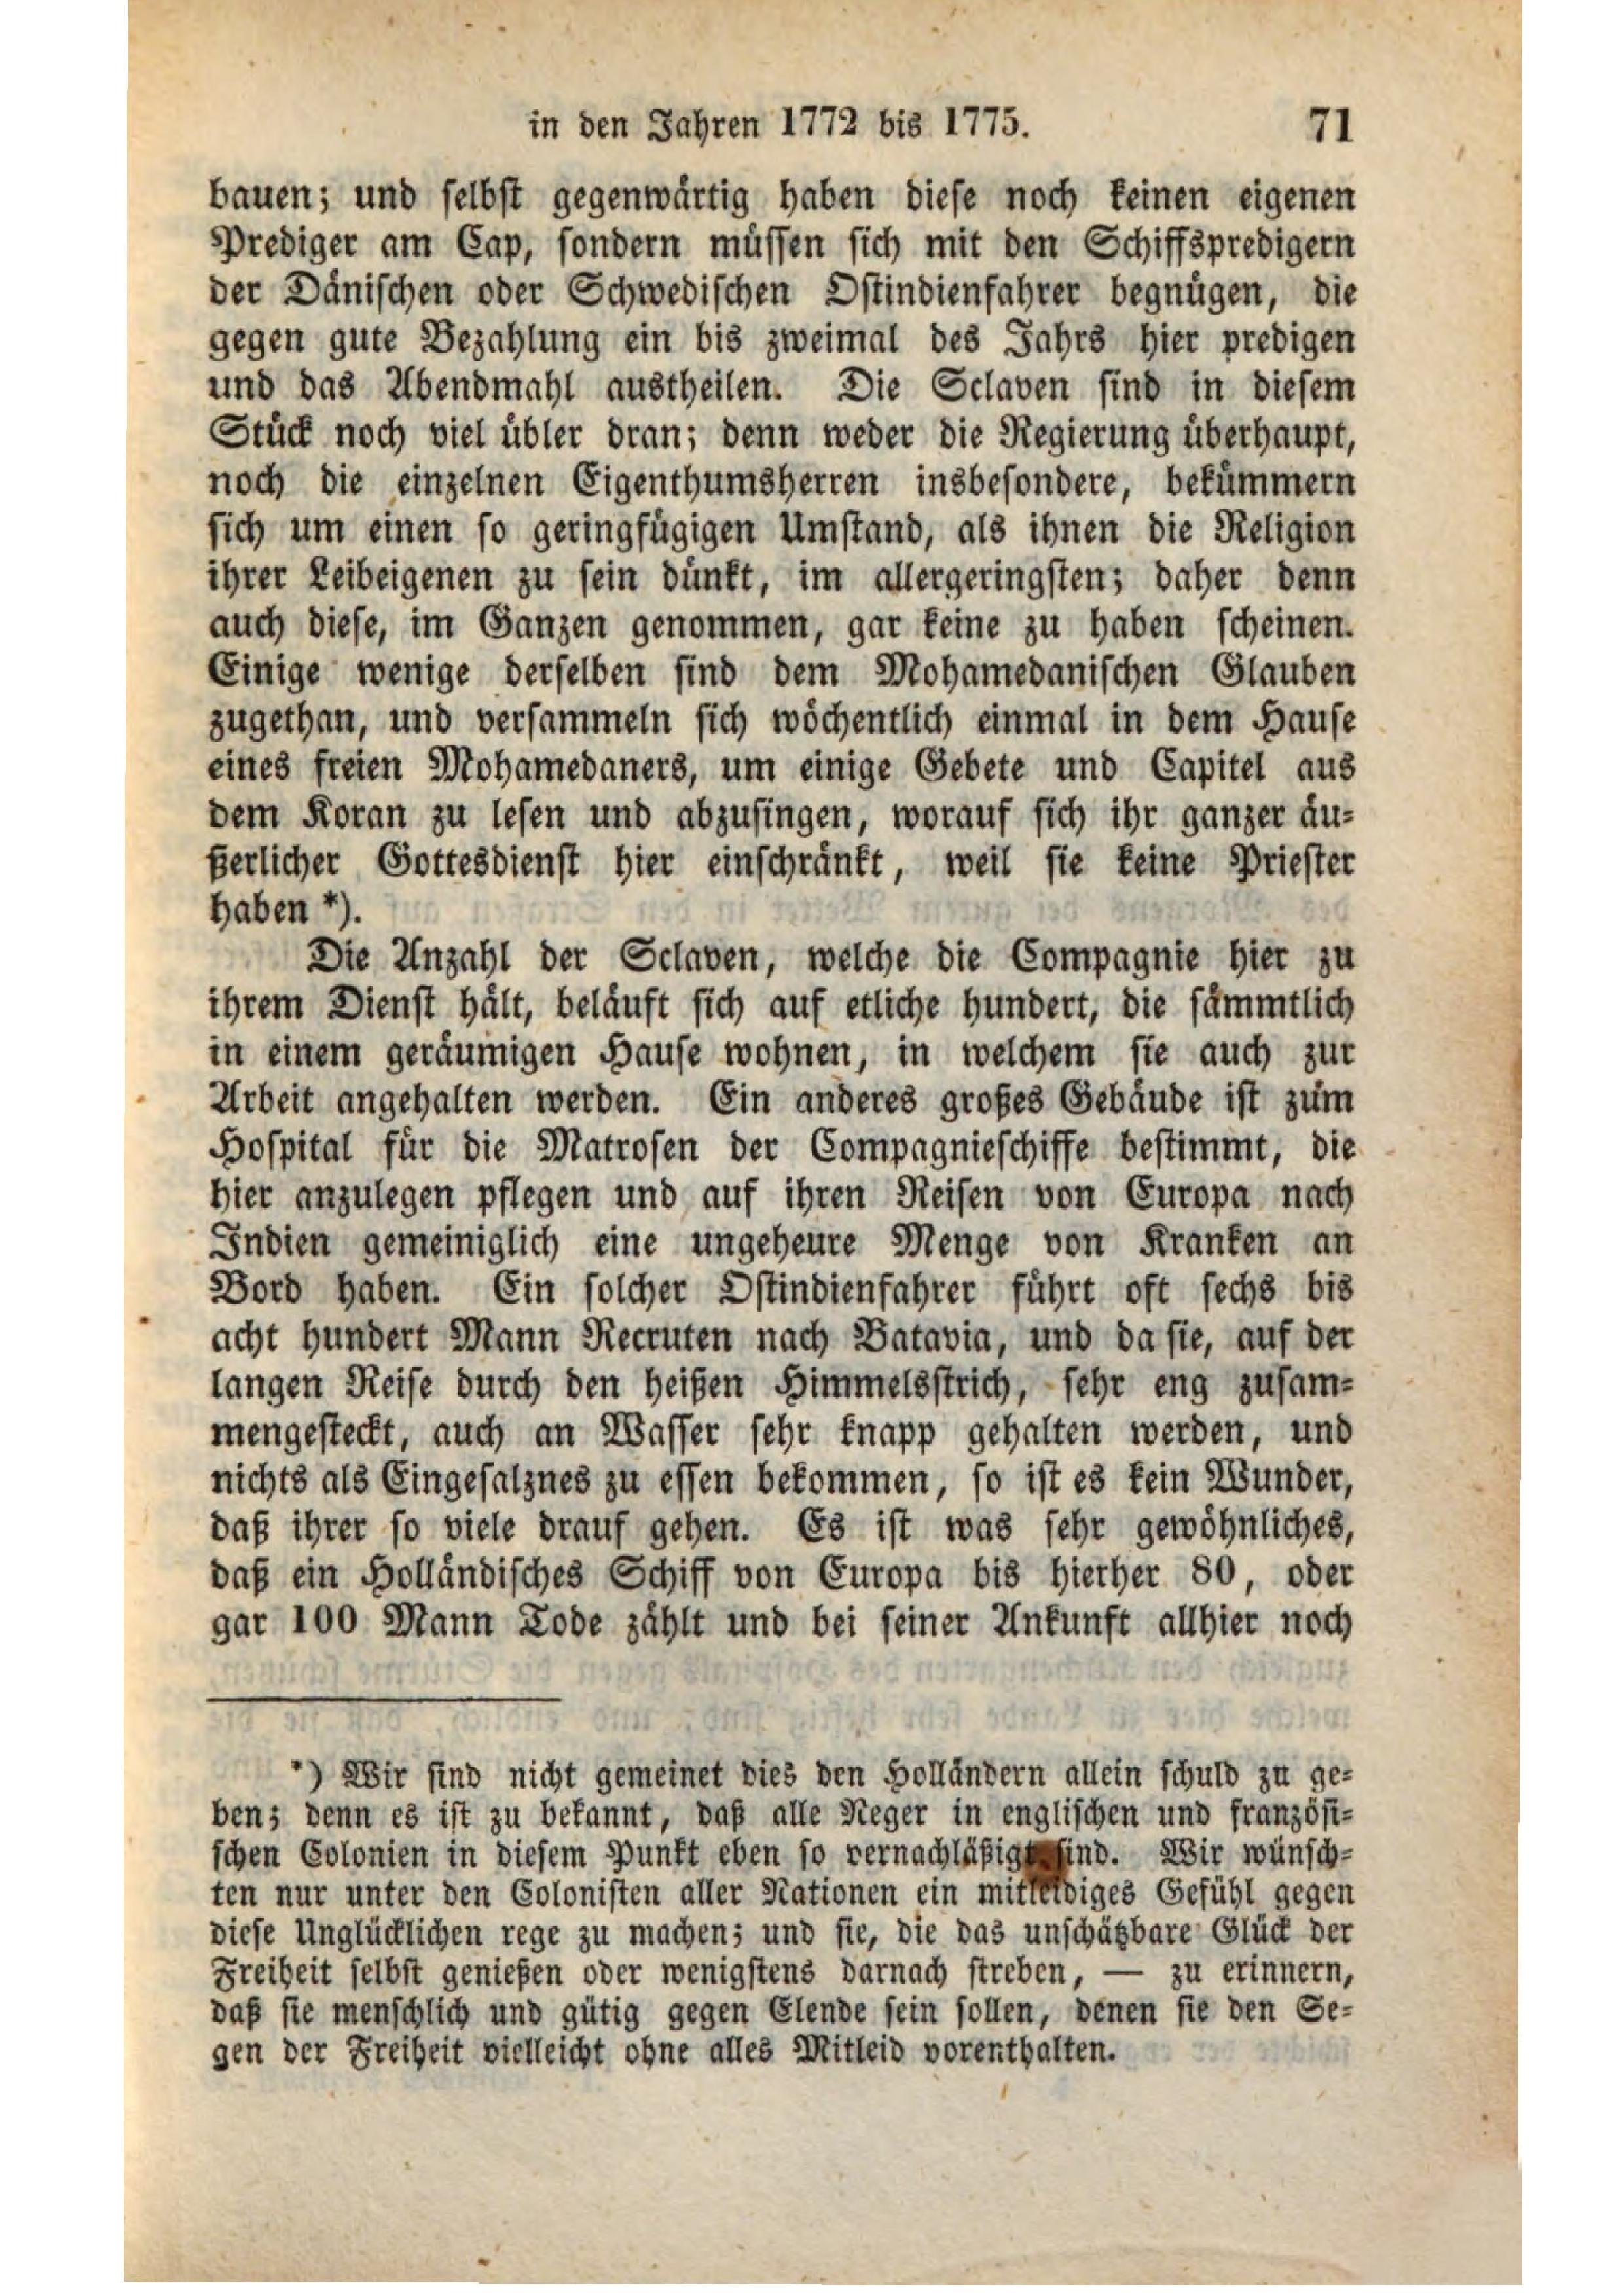 in den Jahren 1772 bis 1775. 71
bauen; und selbst gegenwärtig haben diese noch keinen eigenen
Prediger am Cap, sondern müssen sich mit den Schiffspredigern
der Dänischen oder Schwedischen Ostindienfahrer begnügen, die
gegen gute Bezahlung ein bis zweimal des Jahrs hier predigen
und das Abendmahl austheilen. Die Sclaven sind in diesem
Stück noch viel übler dran; denn weder die Regierung überhaupt,
noch die einzelnen Eigenthumsherren insbesondere, bekümmern
sich um einen so geringfügigen Umstand, als ihnen die Religion
ihrer Leibeigenen zu sein dünkt, im allergeringsten; daher denn
auch diese, im Ganzen genommen, gar keine zu haben scheinen.
Einige wenige derselben sind dem Mohamedanischen Glauben
zugethan, und versammeln sich wöchentlich einmal in dem Hause
eines freien Mohamedaners, um einige Gebete und Capitel aus
dem Koran zu lesen und abzusingen, worauf sich ihr ganzer äu-
ßerlicher Gottesdienst hier einschränkt, weil sie keine Priester
haben *).
Die Anzahl der Sclaven, welche die Compagnie hier zu
ihrem Dienst hält, beläuft sich auf etliche hundert, die sämmtlich
in einem geräumigen Hause wohnen, in welchem sie auch zur
Arbeit angehalten werden. Ein anderes großes Gebäude ist zum
Hospital für die Matrosen der Compagnieschiffe bestimmt, die
hier anzulegen pflegen und auf ihren Reisen von Europa nach
Indien gemeiniglich eine ungeheure Menge von Kranken an
Bord haben. Ein solcher Ostindienfahrer führt oft sechs bis
acht hundert Mann Recruten nach Batavia, und da sie, auf der
langen Reise durch den heißen Himmelsstrich, sehr eng zusam-
mengesteckt, auch an Wasser sehr knapp gehalten werden, und
nichts als Eingesalznes zu essen bekommen, so ist es kein Wunder,
daß ihrer so viele drauf gehen. Es ist was sehr gewöhnliches,
daß ein Holländisches Schiff von Europa bis hierher 80, oder
gar 100 Mann Tode zählt und bei seiner Ankunft allhier noch
*) Wir sind nicht gemeinet dies den Holländern allein schuld zu ge-
ben; denn es ist zu bekannt, daß alle Neger in englischen und französi-
schen Colonien in diesem Punkt eben so vernachläßigt sind. Wir wünsch-
ten nur unter den Colonisten aller Nationen ein mitleidiges Gefühl gegen
diese Unglücklichen rege zu machen; und sie, die das unschätzbare Glück der
Freiheit selbst genießen oder wenigstens darnach streben, — zu erinnern,
daß sie menschlich und gütig gegen Elende sein sollen, denen sie den Se-
gen der Freiheit vielleicht ohne alles Mitleid vorenthalten.